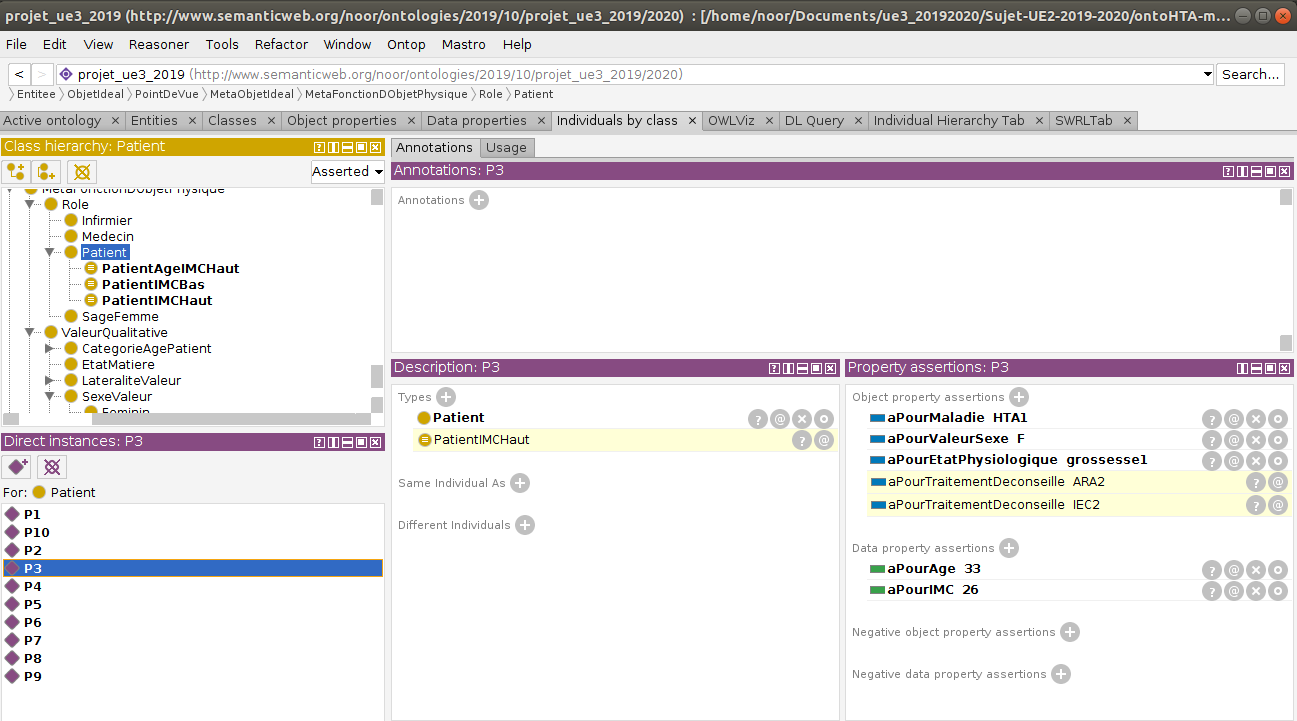 projet_ue3_2019 (http://www.semanticweb.org/noor/ontologies/2019/10/projet_ue3_2019/2020) : [/home/noor/Documents/ue3_20192020/Sujet-UE2-2019-2020/ontoHTA-m...
File Edit View Reasoner Tools Refactor Window Ontop Mastro Help
< > projet_ue3_2019 (http://www.semanticweb.org/noor/ontologies/2019/10/projet_ue3_2019/2020) Search...
Entitee ObjetIdeal PointDeVue MetaObjetIdeal MetaFonctionDObjetPhysique Role Patient
Active ontology Entities Classes Object properties Data properties Individuals by class OWLViz DL Query Individual Hierarchy Tab SWRLTab
Class hierarchy: Patient
Asserted
MetaFonctionDObjetPhysique
Role
Infirmier
Medecin
Patient
PatientAgeIMCHaut
PatientIMCBas
PatientIMCHaut
SageFemme
ValeurQualitative
CategorieAgePatient
EtatMatiere
LateraliteValeur
SexeValeur
Feminin
Direct instances: P3
For: Patient
P1
P10
P2
P3
P4
P5
P6
P7
P8
P9
Annotations Usage
Annotations: P3
Annotations
Description: P3
Types
Patient
PatientIMCHaut
Same Individual As
Different Individuals
Property assertions: P3
Object property assertions
aPourMaladie HTA1
aPourValeurSexe F
aPourEtatPhysiologique grossesse1
aPourTraitementDeconseille ARA2
aPourTraitementDeconseille IEC2
Data property assertions
aPourAge 33
aPourIMC 26
Negative object property assertions
Negative data property assertions